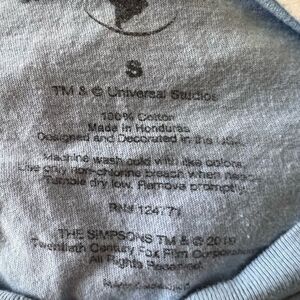 S
TM & © Universal Studios
100% Cotton
Made in Honduras
Designed and Decorated in the USA
Machine wash cold with like colors.
Use only non-chlorine bleach when
Tumble dry low. Remove promptly.
RN# 124771
THE SIMPSONS TM & © 2019
Twentieth Century Fox Film Corporation
All Rights Reserved.